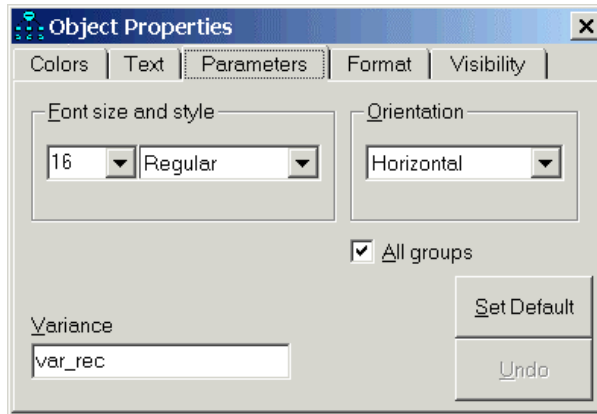 Object Properties
Colors Text Parameters Format Visibility
Font size and style Orientation
16 Regular Horizontal
All groups
Set Default
Variance
var_rec
Undo